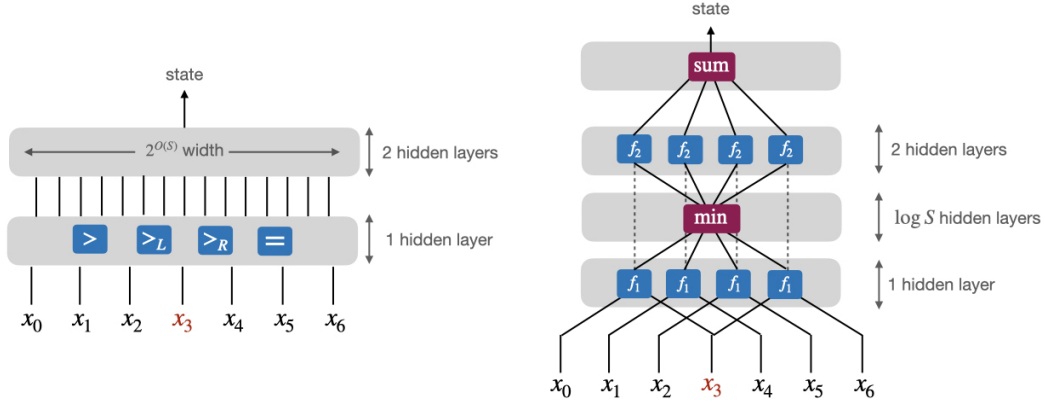 state
2^{O(S)} width
2 hidden layers
> >_L >_R =
1 hidden layer
x_0 x_1 x_2 x_3 x_4 x_5 x_6
state
sum
f_2 f_2 f_2 f_2
2 hidden layers
min
log S hidden layers
f_1 f_1 f_1 f_1
1 hidden layer
x_0 x_1 x_2 x_3 x_4 x_5 x_6